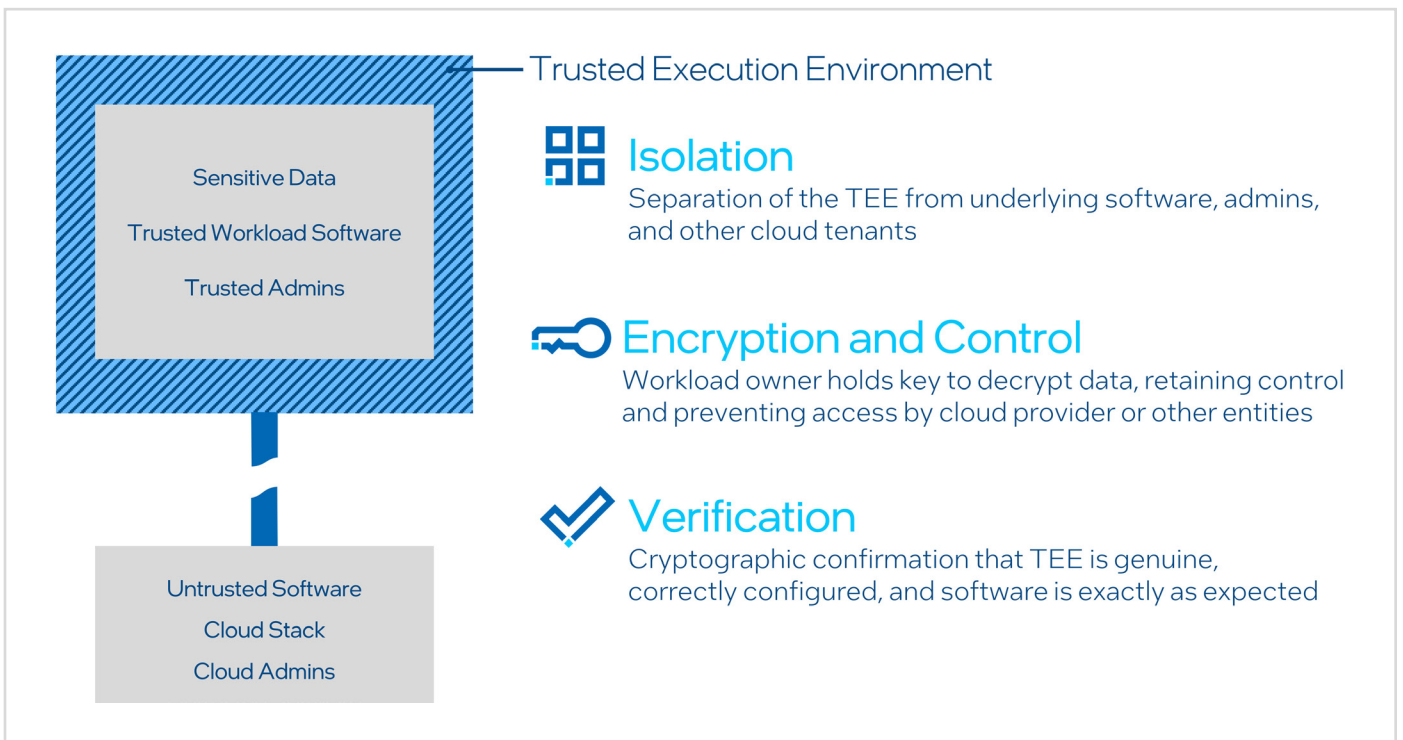 Trusted Execution Environment
Sensitive Data
Trusted Workload Software
Trusted Admins
Isolation
Separation of the TEE from underlying software, admins,
and other cloud tenants
Encryption and Control
Workload owner holds key to decrypt data, retaining control
and preventing access by cloud provider or other entities
Verification
Cryptographic confirmation that TEE is genuine,
correctly configured, and software is exactly as expected
Untrusted Software
Cloud Stack
Cloud Admins